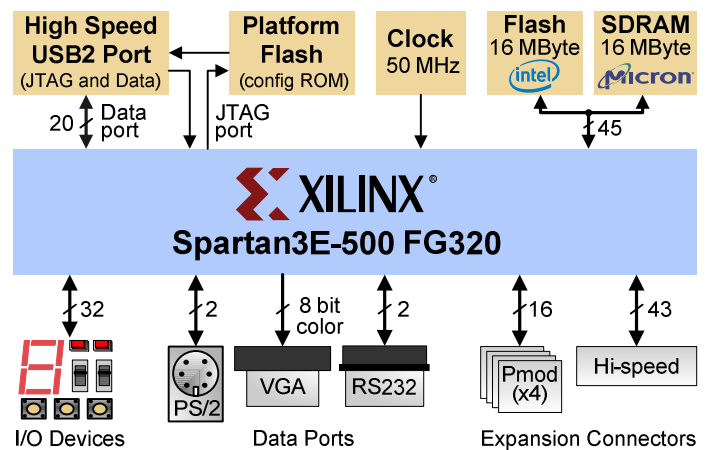 High Speed
USB2 Port
(JTAG and Data)
Platform
Flash
(config ROM)
Clock
50 MHz
Flash
16 MByte
intel
SDRAM
16 MByte
Micron
20
Data
port
JTAG
port
45
XILINX®
Spartan3E-500 FG320
32
2
8 bit
color
2
16
43
PS/2
VGA
RS232
Pmod
(x4)
Hi-speed
I/O Devices
Data Ports
Expansion Connectors